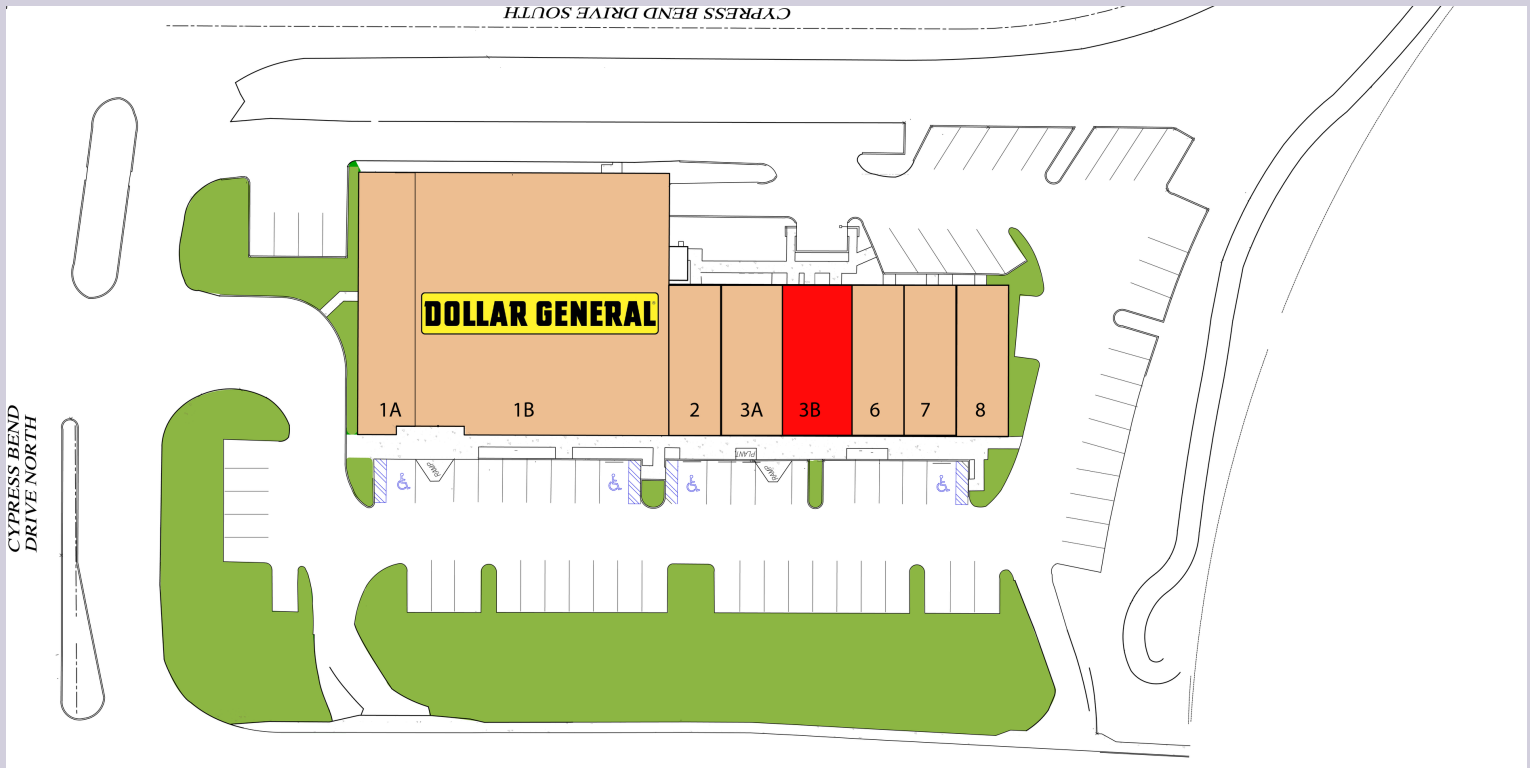 CYPRESS BEND DRIVE SOUTH
DOLLAR GENERAL
1A
1B
2
3A
3B
6
7
8
CYPRESS BEND
DRIVE NORTH
RAMP
PLANT
RAMP